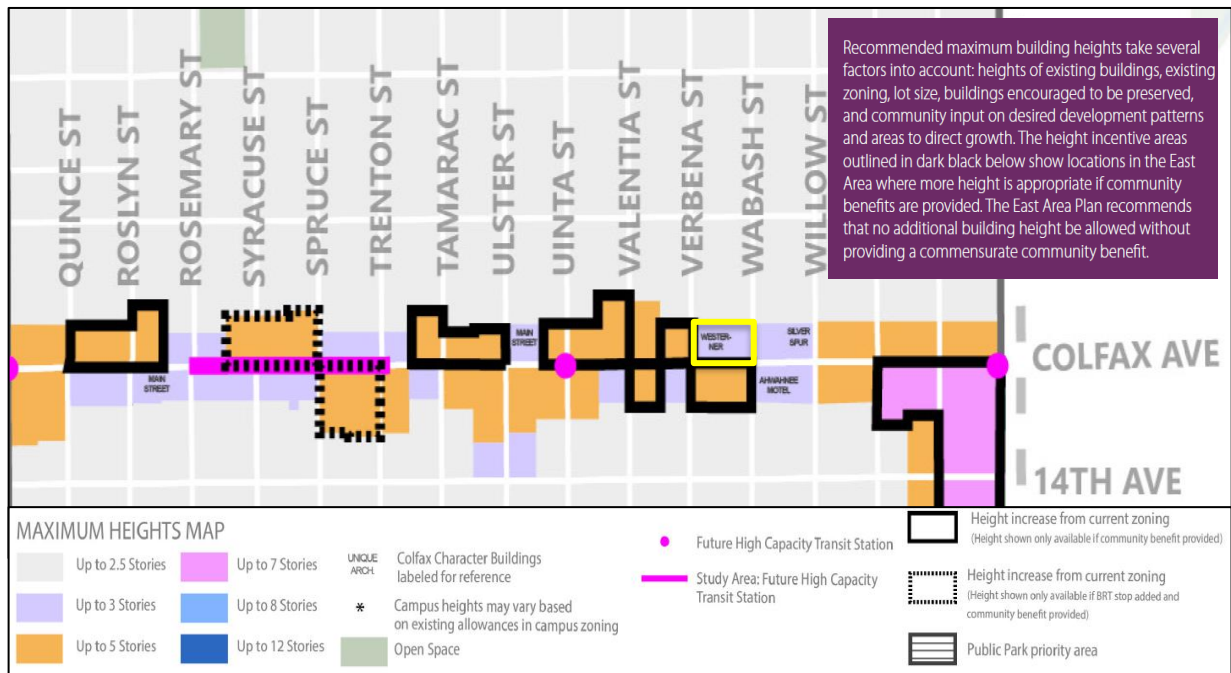 Recommended maximum building heights take several
factors into account: heights of existing buildings, existing
zoning, lot size, buildings encouraged to be preserved,
and community input on desired development patterns
and areas to direct growth. The height incentive areas
outlined in dark black below show locations in the East
Area where more height is appropriate if community
benefits are provided. The East Area Plan recommends
that no additional building height be allowed without
providing a commensurate community benefit.
QUINCE ST
ROSLYN ST
ROSEMARY ST
SYRACUSE ST
SPRUCE ST
TRENTON ST
TAMARAC ST
ULSTER ST
UINTA ST
VALENTIA ST
VERBENA ST
WABASH ST
WILLOW ST
MAIN
STREET
WESTER-
NER
SILVER
SPUR
COLFAX AVE
MAIN
STREET
AHWAHNEE
MOTEL
14TH AVE
MAXIMUM HEIGHTS MAP
Up to 2.5 Stories
Up to 3 Stories
Up to 5 Stories
Up to 7 Stories
Up to 8 Stories
Up to 12 Stories
UNIQUE
ARCH.
Colfax Character Buildings
labeled for reference
*
Campus heights may vary based
on existing allowances in campus zoning
Open Space
Future High Capacity Transit Station
Study Area: Future High Capacity
Transit Station
Height increase from current zoning
(Height shown only available if community benefit provided)
Height increase from current zoning
(Height shown only available if BRT stop added and
community benefit provided)
Public Park priority area